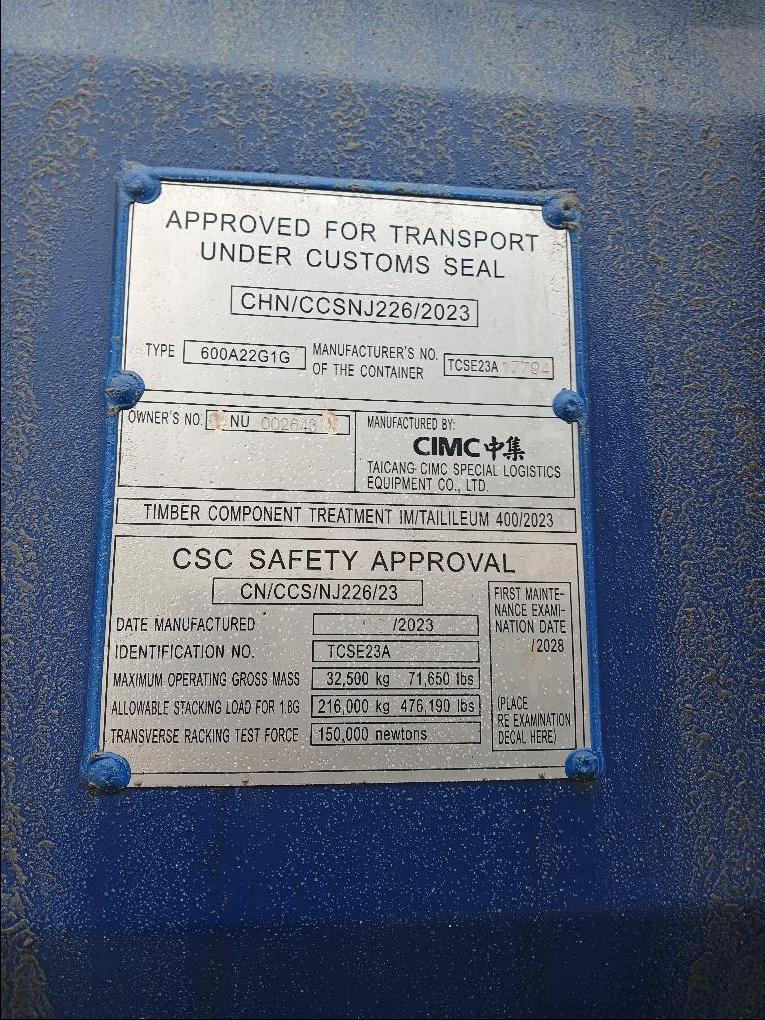 APPROVED FOR TRANSPORT
UNDER CUSTOMS SEAL
CHN/CCSNJ226/2023
TYPE 600A22G1G MANUFACTURER'S NO.
OF THE CONTAINER TCSE23A
OWNER'S NO. NU
MANUFACTURED BY:
CIMC 中集
TAICANG CIMC SPECIAL LOGISTICS
EQUIPMENT CO., LTD.
TIMBER COMPONENT TREATMENT IM/TAILILEUM 400/2023
CSC SAFETY APPROVAL
CN/CCS/NJ226/23
DATE MANUFACTURED /2023
IDENTIFICATION NO. TCSE23A
MAXIMUM OPERATING GROSS MASS 32,500 kg 71,650 lbs
ALLOWABLE STACKING LOAD FOR 1.8G 216,000 kg 476,190 lbs
TRANSVERSE RACKING TEST FORCE 150,000 newtons
FIRST MAINTE-
NANCE EXAMI-
NATION DATE
/2028
(PLACE
RE EXAMINATION
DECAL HERE)